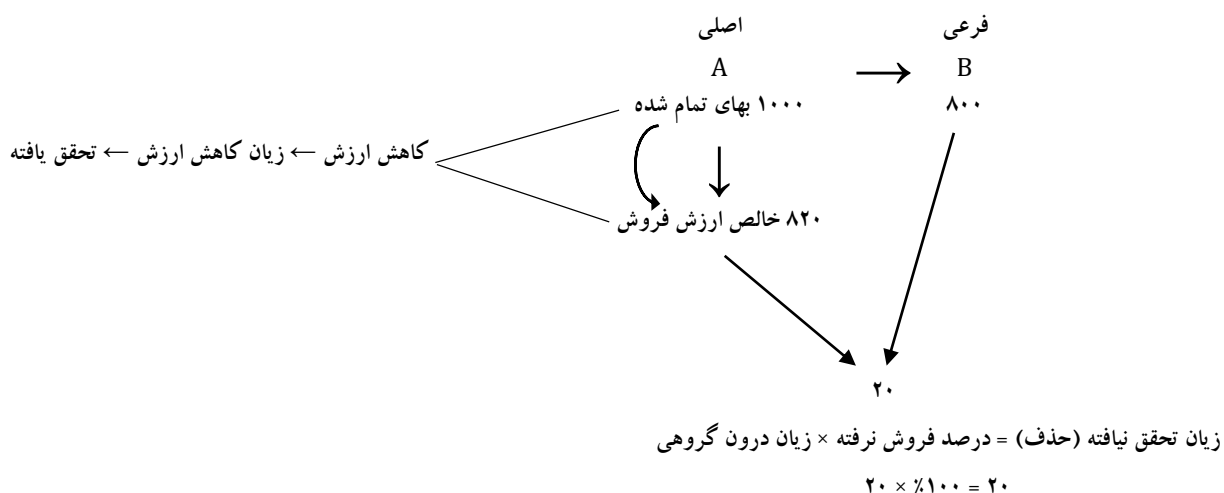 اصلی فرعی
A → B
۱۰۰۰ بهای تمام شده ۸۰۰
کاهش ارزش ← زیان کاهش ارزش ← تحقق یافته
۸۲۰ خالص ارزش فروش
۲۰
زیان تحقق نیافته (حذف) = درصد فروش نرفته × زیان درون گروهی
۲۰ × ٪۱۰۰ = ۲۰